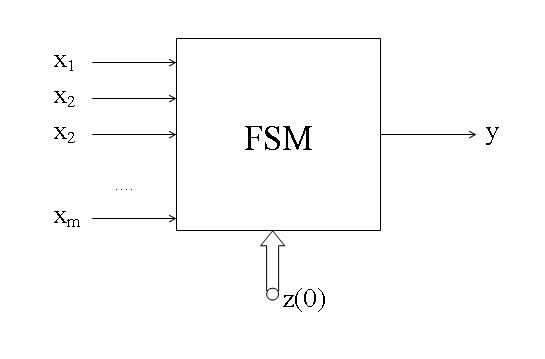 x₁
x₂
x₂
FSM
y
....
xₘ
z(0)